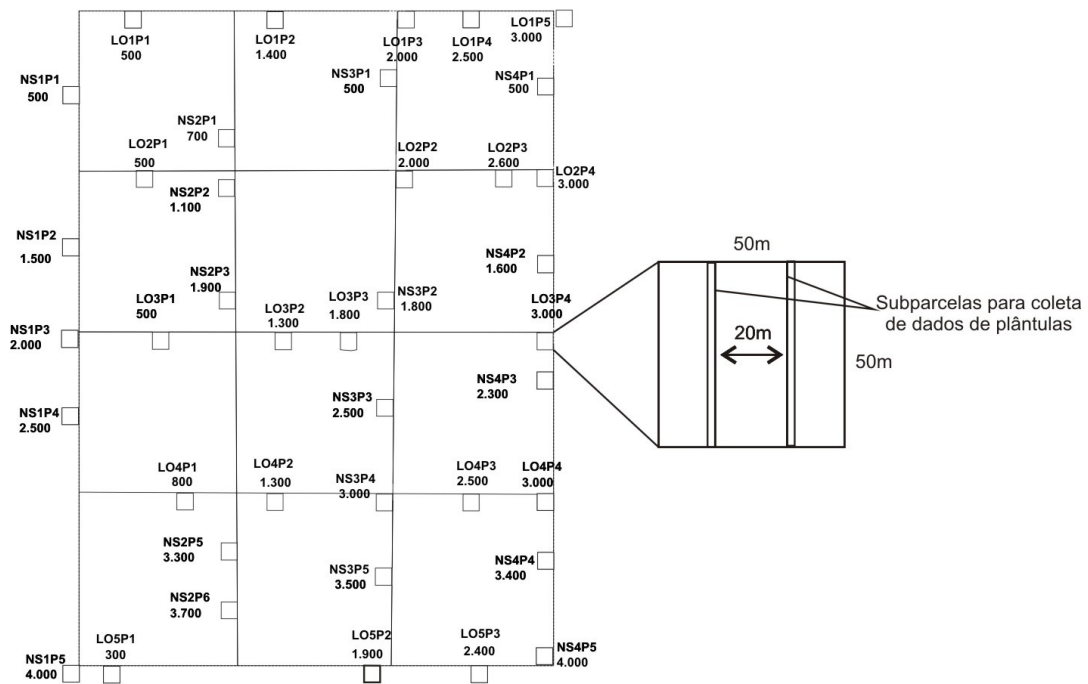 LO1P1
500
LO1P2
1.400
LO1P3
2.000
LO1P4
2.500
LO1P5
3.000
NS1P1
500
NS3P1
500
NS4P1
500
NS2P1
700
LO2P1
500
LO2P2
2.000
LO2P3
2.600
LO2P4
3.000
NS2P2
1.100
NS1P2
1.500
NS4P2
1.600
NS2P3
1.900
NS3P2
1.800
LO3P1
500
LO3P2
1.300
LO3P3
1.800
LO3P4
3.000
NS1P3
2.000
NS4P3
2.300
NS3P3
2.500
NS1P4
2.500
LO4P1
800
LO4P2
1.300
NS3P4
3.000
LO4P3
2.500
LO4P4
3.000
NS2P5
3.300
NS4P4
3.400
NS3P5
3.500
NS2P6
3.700
LO5P1
300
LO5P2
1.900
LO5P3
2.400
NS4P5
4.000
NS1P5
4.000
50m
20m
50m
Subparcelas para coleta
de dados de plântulas